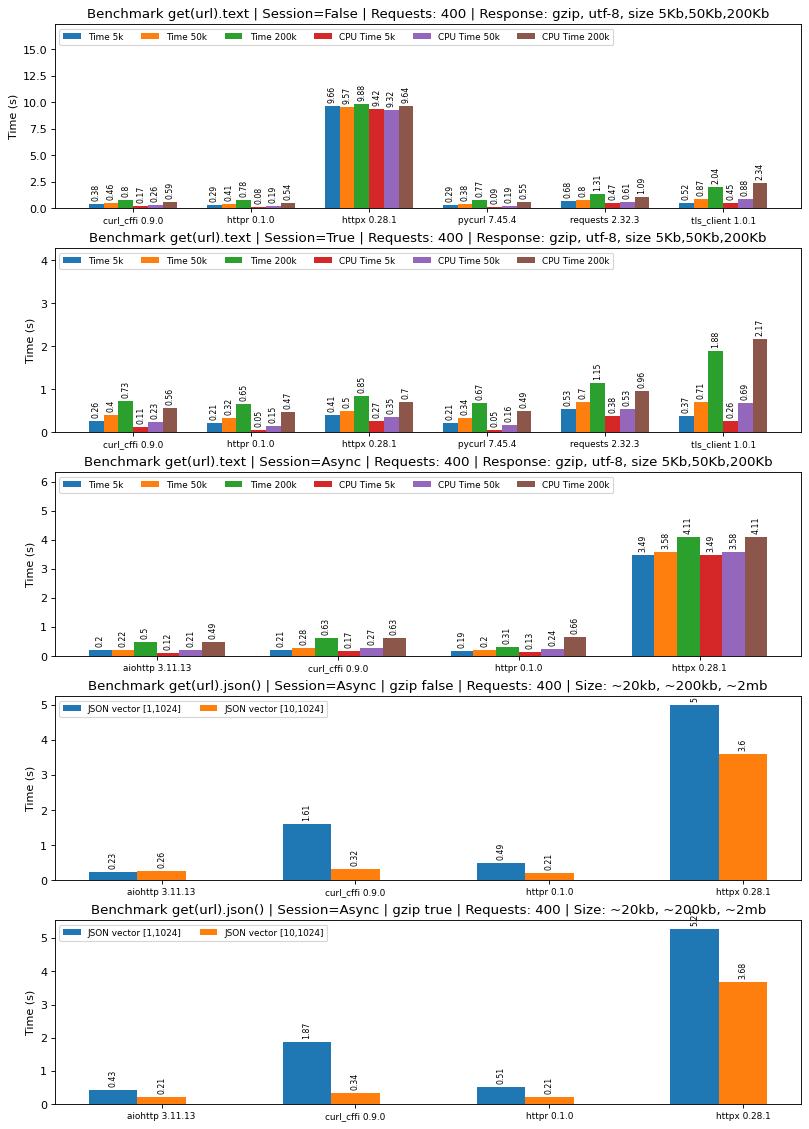 Benchmark get(url).text | Session=False | Requests: 400 | Response: gzip, utf-8, size 5Kb,50Kb,200Kb
Time 5k Time 50k Time 200k CPU Time 5k CPU Time 50k CPU Time 200k
Time (s)
15.0
12.5
10.0
7.5
5.0
2.5
0.0
0.38 0.46 0.8 0.17 0.26 0.59
0.29 0.41 0.78 0.08 0.19 0.54
9.66 9.57 9.88 9.42 9.32 9.64
0.29 0.38 0.77 0.09 0.19 0.55
0.68 0.8 1.31 0.47 0.61 1.09
0.52 0.87 2.04 0.45 0.88 2.34
curl_cffi 0.9.0 httpr 0.1.0 httpx 0.28.1 pycurl 7.45.4 requests 2.32.3 tls_client 1.0.1
Benchmark get(url).text | Session=True | Requests: 400 | Response: gzip, utf-8, size 5Kb,50Kb,200Kb
Time 5k Time 50k Time 200k CPU Time 5k CPU Time 50k CPU Time 200k
Time (s)
4
3
2
1
0
0.26 0.4 0.73 0.11 0.23 0.56
0.21 0.32 0.65 0.05 0.15 0.47
0.41 0.5 0.85 0.27 0.35 0.7
0.21 0.34 0.67 0.05 0.16 0.49
0.53 0.7 1.15 0.38 0.53 0.96
0.37 0.71 1.88 0.26 0.69 2.17
curl_cffi 0.9.0 httpr 0.1.0 httpx 0.28.1 pycurl 7.45.4 requests 2.32.3 tls_client 1.0.1
Benchmark get(url).text | Session=Async | Requests: 400 | Response: gzip, utf-8, size 5Kb,50Kb,200Kb
Time 5k Time 50k Time 200k CPU Time 5k CPU Time 50k CPU Time 200k
Time (s)
6
5
4
3
2
1
0
0.2 0.22 0.5 0.12 0.21 0.49
0.21 0.28 0.63 0.17 0.27 0.63
0.19 0.2 0.31 0.13 0.24 0.66
3.49 3.58 4.11 3.49 3.58 4.11
aiohttp 3.11.13 curl_cffi 0.9.0 httpr 0.1.0 httpx 0.28.1
Benchmark get(url).json() | Session=Async | gzip false | Requests: 400 | Size: ~20kb, ~200kb, ~2mb
JSON vector [1,1024] JSON vector [10,1024]
Time (s)
5
4
3
2
1
0
0.23 0.26
1.61 0.32
0.49 0.21
5 3.6
aiohttp 3.11.13 curl_cffi 0.9.0 httpr 0.1.0 httpx 0.28.1
Benchmark get(url).json() | Session=Async | gzip true | Requests: 400 | Size: ~20kb, ~200kb, ~2mb
JSON vector [1,1024] JSON vector [10,1024]
Time (s)
5
4
3
2
1
0
0.43 0.21
1.87 0.34
0.51 0.21
3.68
aiohttp 3.11.13 curl_cffi 0.9.0 httpr 0.1.0 httpx 0.28.1